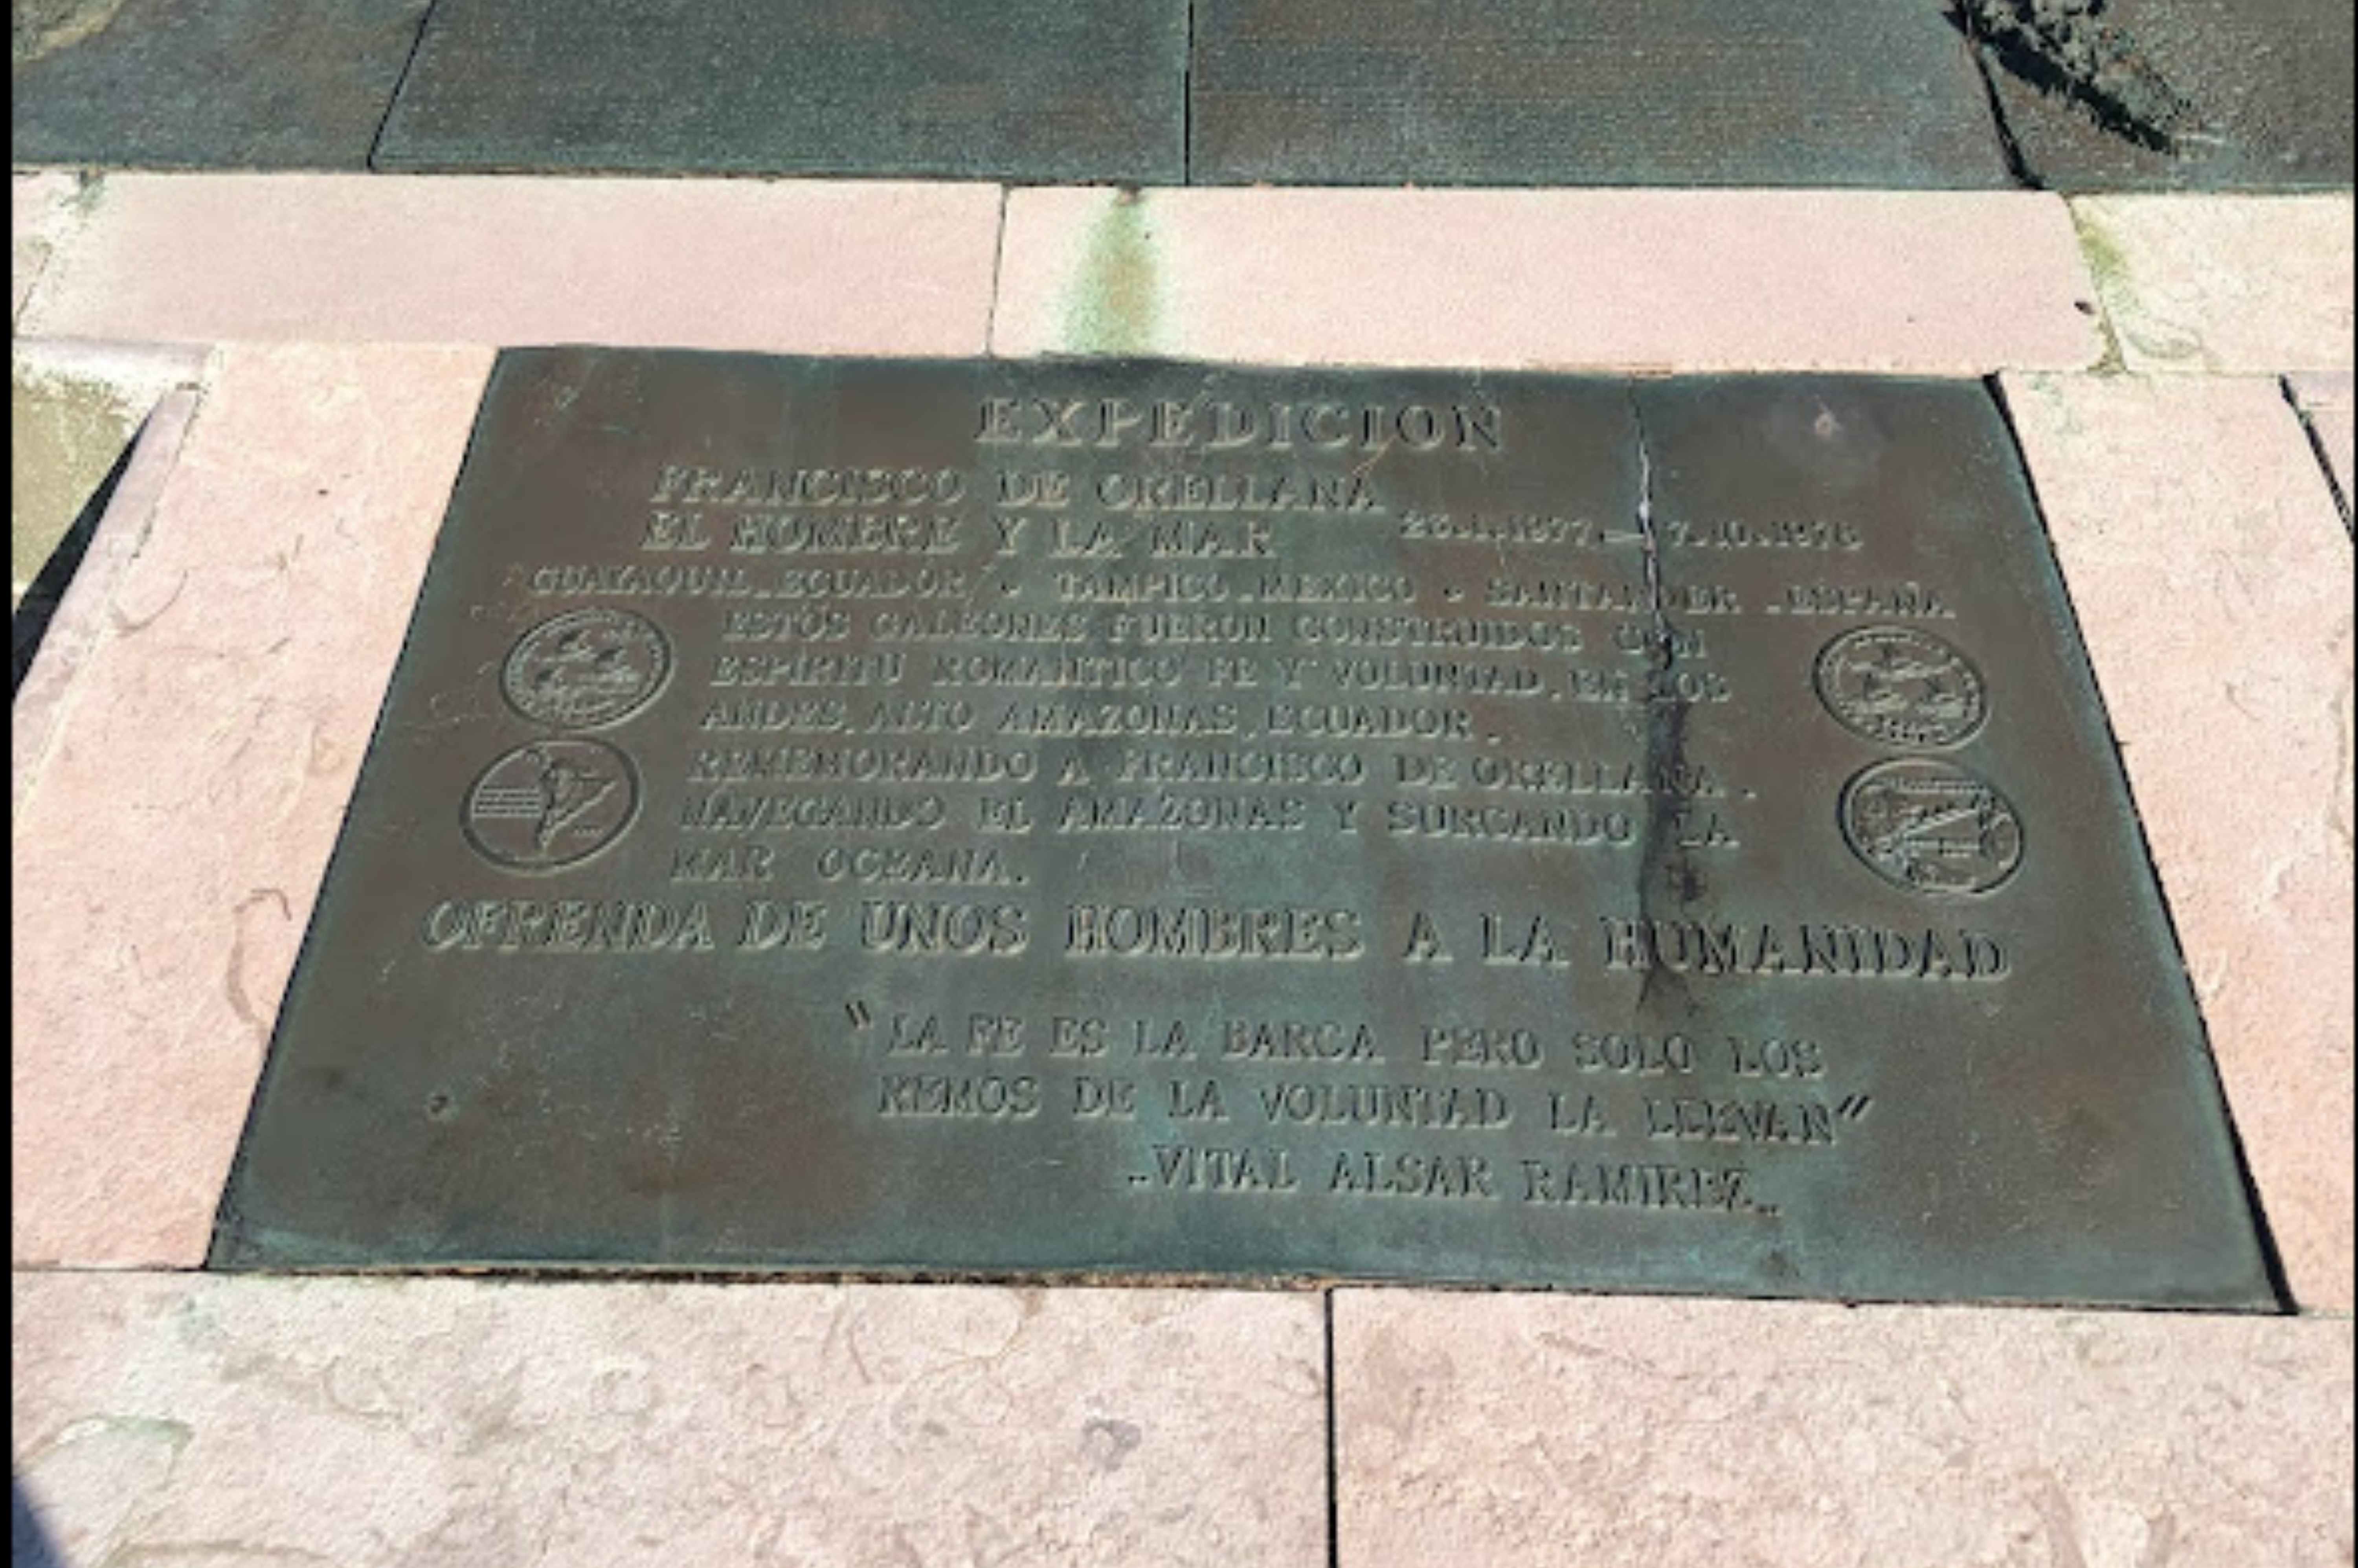 EXPEDICION
FRANCISCO DE ORELLANA
EL HOMBRE Y LA MAR 7.10.1978
GUAYAQUIL.ECUADOR - TAMPICO.MEXICO - SANTANDER.ESPAÑA
ESTOS GALEONES FUERON CONSTRUIDOS CON
ESPIRITU ROMANTICO FE Y VOLUNTAD, EN LOS
ANDES, ALTO AMAZONAS, ECUADOR.
REMEMORANDO A FRANCISCO DE ORELLANA.
NAVEGANDO EL AMAZONAS Y SURCANDO LA
MAR OCEANA.
OFRENDA DE UNOS HOMBRES A LA HUMANIDAD
"LA FE ES LA BARCA PERO SOLO LOS
REMOS DE LA VOLUNTAD LA LLEVAN"
..VITAL ALSAR RAMIREZ..